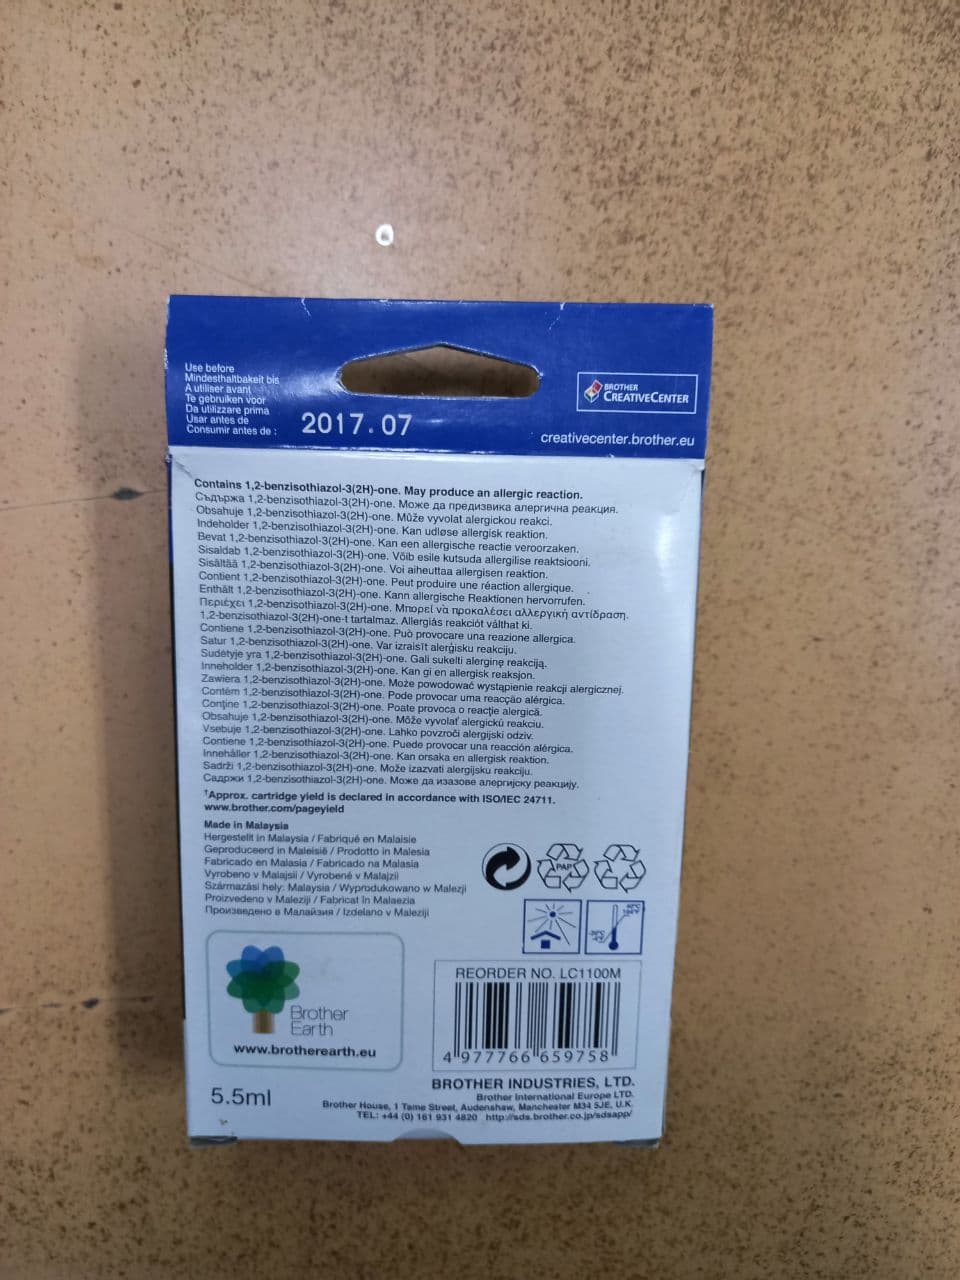 Use before
Mindesthaltbakeit bis
A utiliser avant
Te gebruiken voor
Da utilizzare prima
Usar antes de
Consumir antes de :
2017.07
BROTHER
CREATIVECENTER
creativecenter.brother.eu
Contains 1,2-benzisothiazol-3(2H)-one. May produce an allergic reaction.
Съдържа 1,2-benzisothiazol-3(2H)-one. Може да предизвика алергична реакция.
Obsahuje 1,2-benzisothiazol-3(2H)-one. Může vyvolat alergickou reakci.
Indeholder 1,2-benzisothiazol-3(2H)-one. Kan udløse allergisk reaktion.
Bevat 1,2-benzisothiazol-3(2H)-one. Kan een allergische reactie veroorzaken.
Sisaldab 1,2-benzisothiazol-3(2H)-one. Võib esile kutsuda allergilise reaktsiooni.
Sisältää 1,2-benzisothiazol-3(2H)-one. Voi aiheuttaa allergisen reaktion.
Contient 1,2-benzisothiazol-3(2H)-one. Peut produire une réaction allergique.
Enthält 1,2-benzisothiazol-3(2H)-one. Kann allergische Reaktionen hervorrufen.
Περιέχει 1,2-benzisothiazol-3(2H)-one. Μπορεί νὰ προκαλέσει αλλεργική αντίδραση.
1,2-benzisothiazol-3(2H)-one-t tartalmaz. Allergiás reakciót válthat ki.
Contiene 1,2-benzisothiazol-3(2H)-one. Può provocare una reazione allergica.
Satur 1,2-benzisothiazol-3(2H)-one. Var izraisīt alerģisku reakciju.
Sudėtyje yra 1,2-benzisothiazol-3(2H)-one. Gali sukelti alerginę reakciją.
Inneholder 1,2-benzisothiazol-3(2H)-one. Kan gi en allergisk reaksjon.
Zawiera 1,2-benzisothiazol-3(2H)-one. Może powodować wystąpienie reakcji alergicznej.
Contém 1,2-benzisothiazol-3(2H)-one. Pode provocar uma reacção alérgica.
Conţine 1,2-benzisothiazol-3(2H)-one. Poate provoca o reacţie alergică.
Obsahuje 1,2-benzisothiazol-3(2H)-one. Môže vyvolať alergickú reakciu.
Vsebuje 1,2-benzisothiazol-3(2H)-one. Lahko povzroči alergijski odziv.
Contiene 1,2-benzisothiazol-3(2H)-one. Puede provocar una reacción alérgica.
Innehåller 1,2-benzisothiazol-3(2H)-one. Kan orsaka en allergisk reaktion.
Sadrži 1,2-benzisothiazol-3(2H)-one. Može izazvati alergijsku reakciju.
Садржи 1,2-benzisothiazol-3(2H)-one. Може да изазове алергијску реакцију.
†Approx. cartridge yield is declared in accordance with ISO/IEC 24711.
www.brother.com/pageyield
Made in Malaysia
Hergestellt in Malaysia / Fabriqué en Malaisie
Geproduceerd in Maleisië / Prodotto in Malesia
Fabricado en Malasia / Fabricado na Malasia
Vyrobeno v Malajsii / Vyrobené v Malajzii
Származási hely: Malaysia / Wyprodukowano w Malezji
Proizvedeno v Maleziji / Fabricat în Malaezia
Произведено в Малайзия / Izdelano v Maleziji
PAP
40°C
104°F
-20°C
-4°F
Brother
Earth
www.brotherearth.eu
REORDER NO. LC1100M
4 977766 659758
5.5ml
BROTHER INDUSTRIES, LTD.
Brother International Europe LTD.
Brother House, 1 Tame Street, Audenshaw, Manchester M34 5JE, U.K.
TEL: +44 (0) 161 931 4820 http://sds.brother.co.jp/sdsapp/